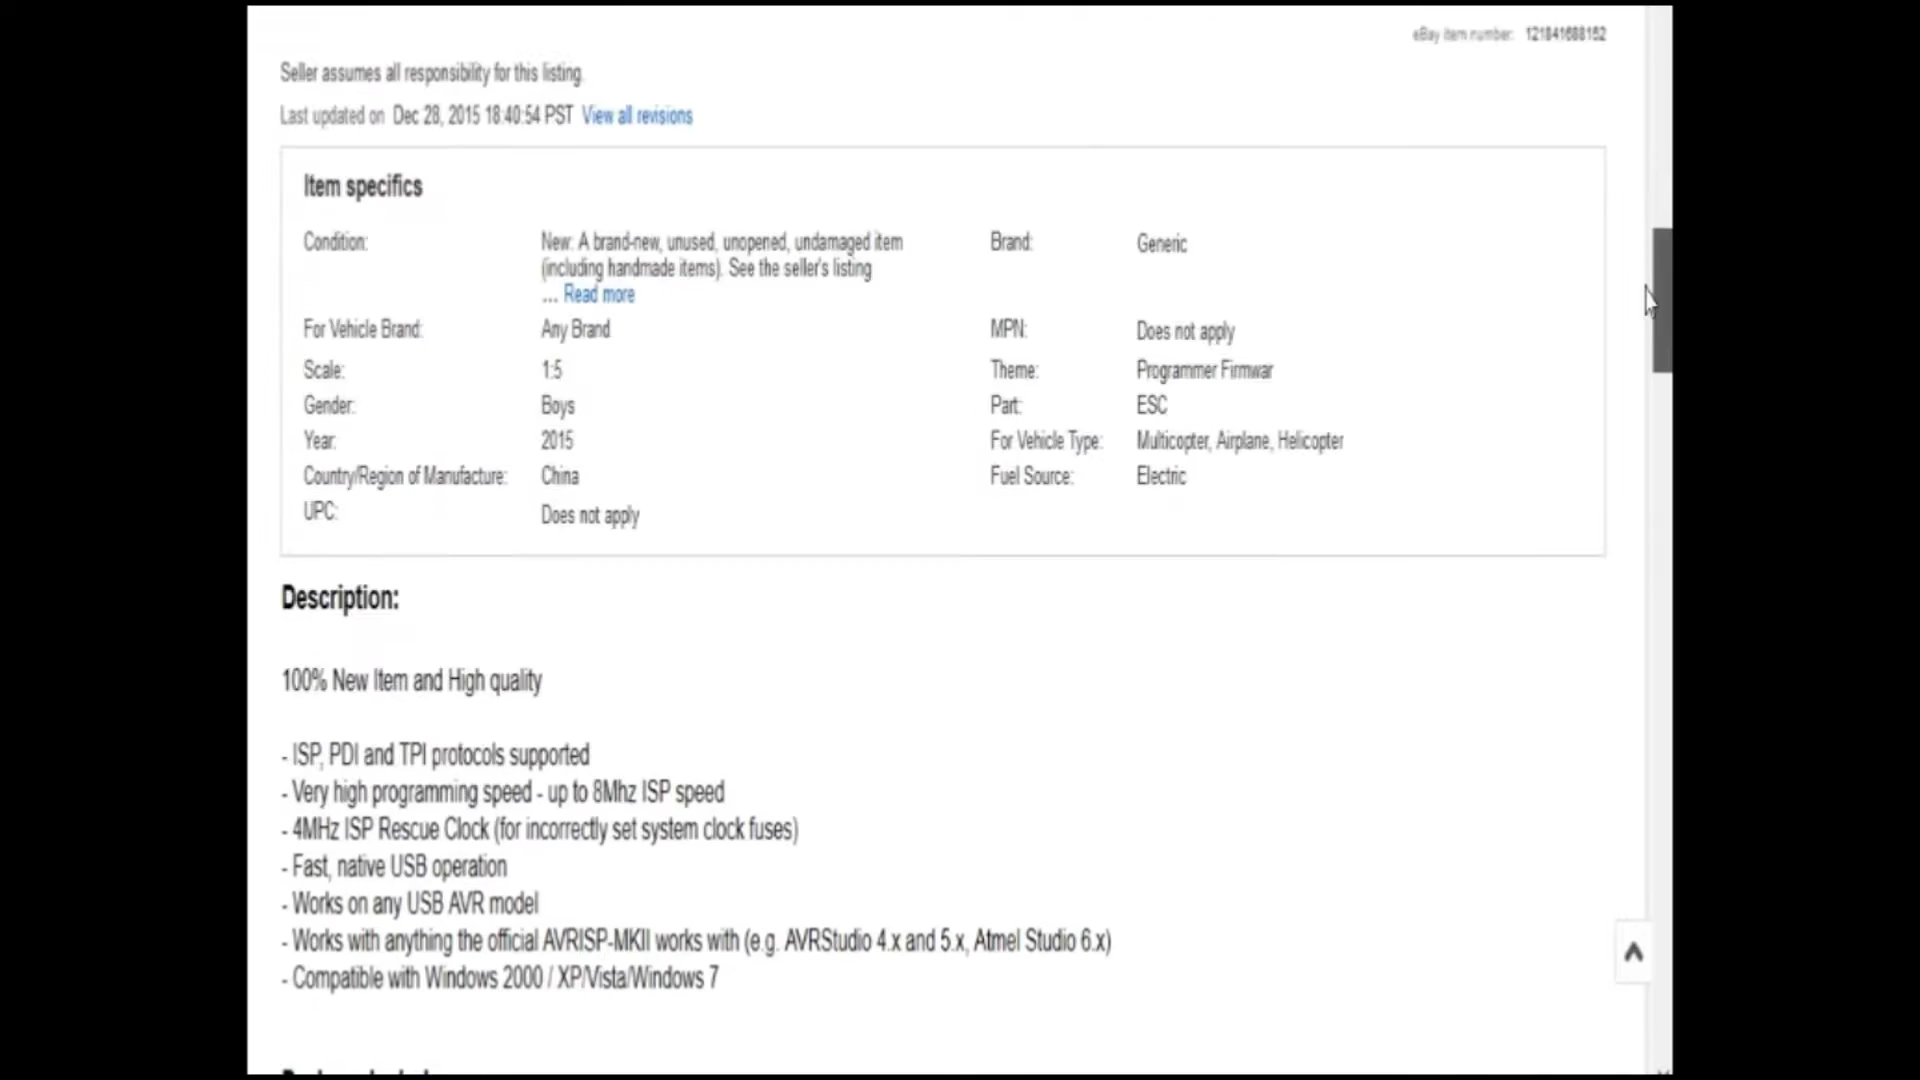 eBay item number: 121841688152
Seller assumes all responsibility for this listing.
Last updated on Dec 28, 2015 18:40:54 PST View all revisions
Item specifics
Condition: New: A brand-new, unused, unopened, undamaged item Brand: Generic
(including handmade items). See the seller's listing
... Read more
For Vehicle Brand: Any Brand MPN: Does not apply
Scale: 1:5 Theme: Programmer Firmwar
Gender: Boys Part: ESC
Year: 2015 For Vehicle Type: Multicopter, Airplane, Helicopter
Country/Region of Manufacture: China Fuel Source: Electric
UPC: Does not apply
Description:
100% New Item and High quality
- ISP, PDI and TPI protocols supported
- Very high programming speed - up to 8Mhz ISP speed
- 4MHz ISP Rescue Clock (for incorrectly set system clock fuses)
- Fast, native USB operation
- Works on any USB AVR model
- Works with anything the official AVRISP-MKII works with (e.g. AVRStudio 4.x and 5.x, Atmel Studio 6.x)
- Compatible with Windows 2000 / XP/Vista/Windows 7